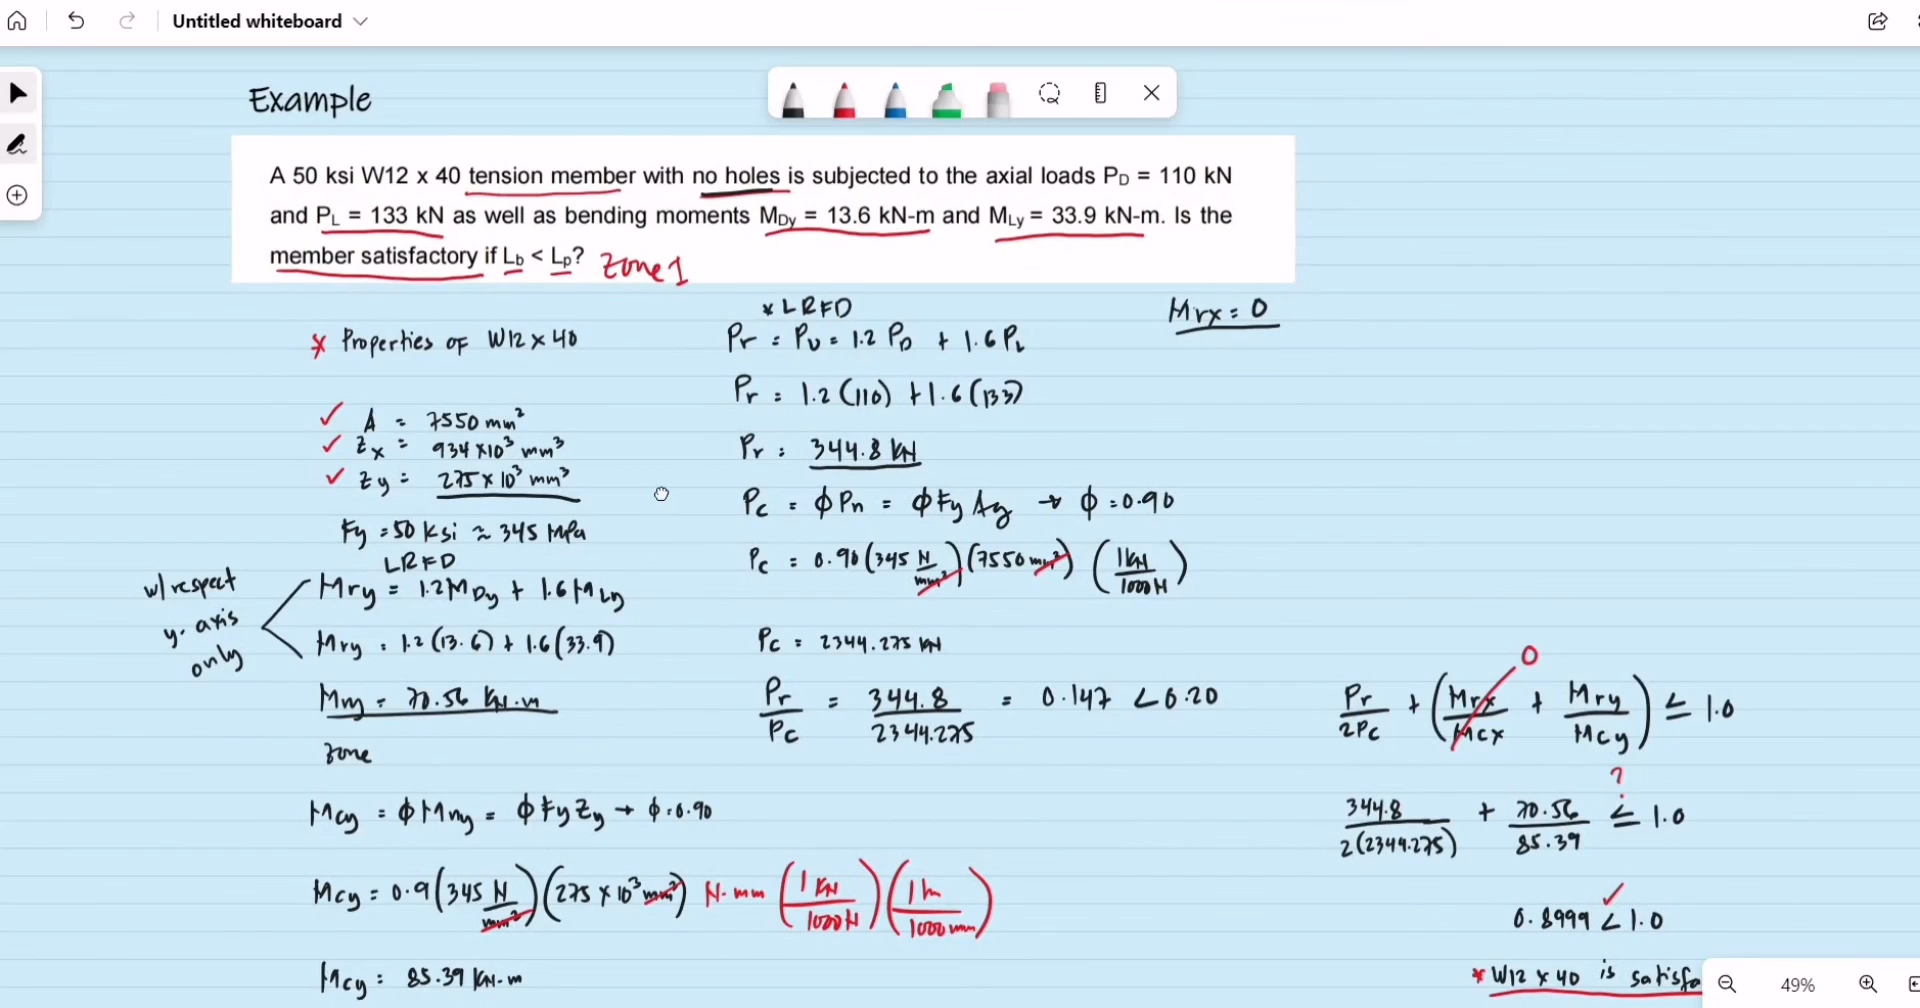 Untitled whiteboard
Example
A 50 ksi W12 x 40 tension member with no holes is subjected to the axial loads PD = 110 kN
and PL = 133 kN as well as bending moments MDy = 13.6 kN-m and MLy = 33.9 kN-m. Is the
member satisfactory if Lb < Lp? Zone 1
* Properties of W12 x 40
✓ A = 7550 mm²
✓ Zx = 934 x 10³ mm³
✓ Zy = 275 x 10³ mm³
Fy = 50 ksi ≈ 345 MPa
LRFD
w/ respect
y-axis
only
Mry = 1.2 MDy + 1.6 MLy
Mry = 1.2 (13.6) + 1.6 (33.9)
Mry = 70.56 kN.m
zone
Mcy = φMny = φFyZy → φ = 0.90
Mcy = 0.9 (345 N/mm²) (275 x 10³ mm³) N.mm (1 kN/1000 N) (1 m/1000 mm)
Mcy = 85.39 kN-m
* LRFD
Pr = Pu = 1.2 PD + 1.6 PL
Pr = 1.2 (110) + 1.6 (133)
Pr = 344.8 kN
Pc = φPn = φFyAg → φ = 0.90
Pc = 0.90 (345 N/mm²) (7550 mm²) (1 kN/1000 N)
Pc = 2344.275 kN
Pr/Pc = 344.8/2344.275 = 0.147 < 0.20
Mrx = 0
0
Pr/2Pc + (Mrx/Mcx + Mry/Mcy) ≤ 1.0
?
344.8/2(2344.275) + 70.56/85.39 ≤ 1.0
✓
0.8999 < 1.0
* W12 x 40 is satisfa
49%